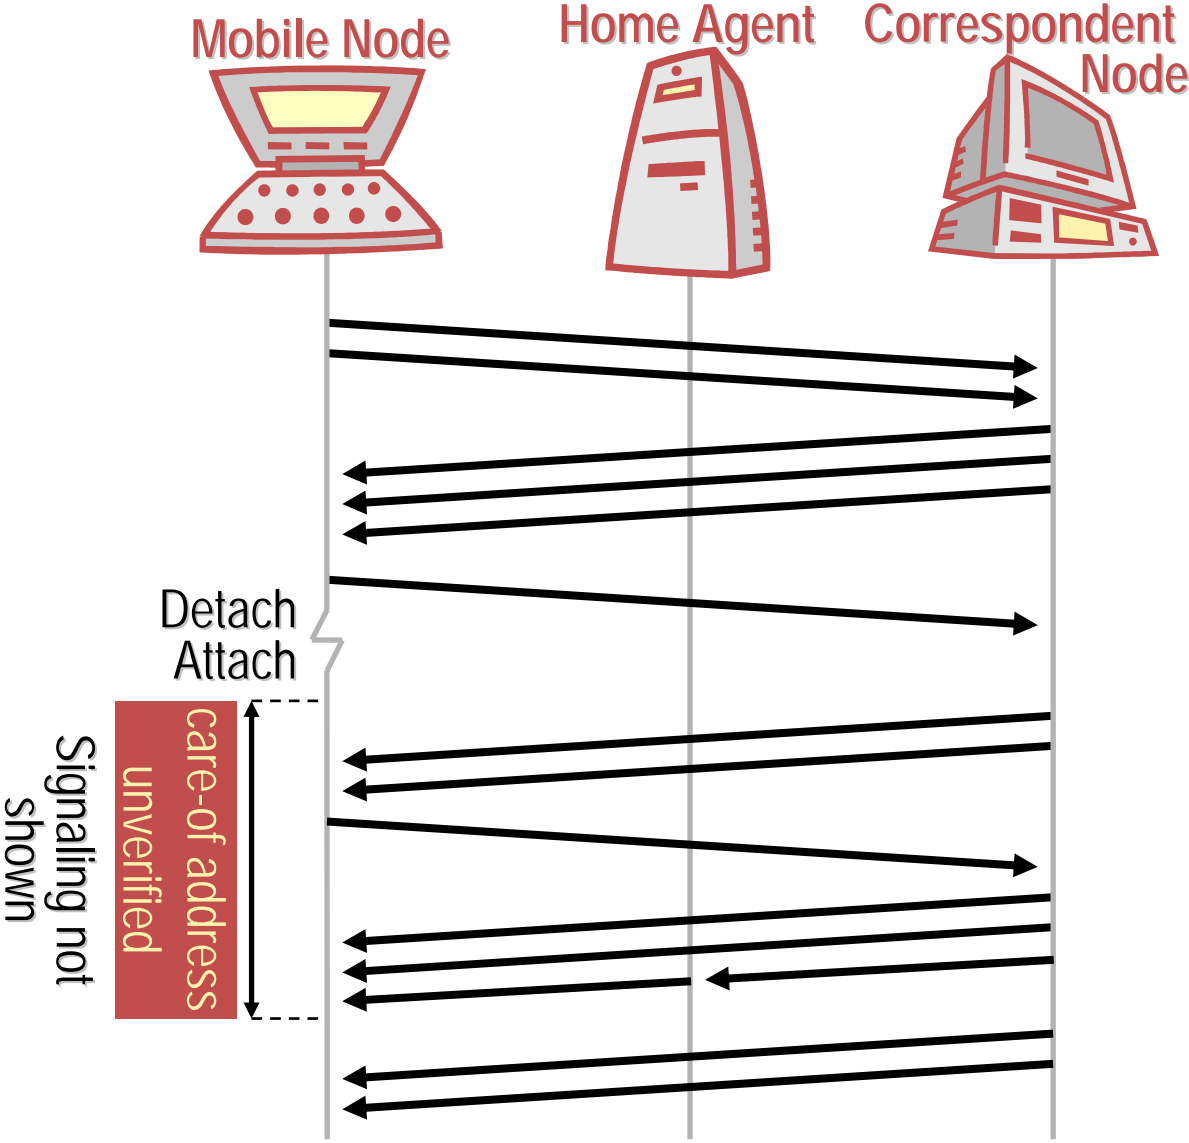 Mobile Node
Home Agent
Correspondent
Node
Detach
Attach
care-of address
unverified
Signaling not
shown